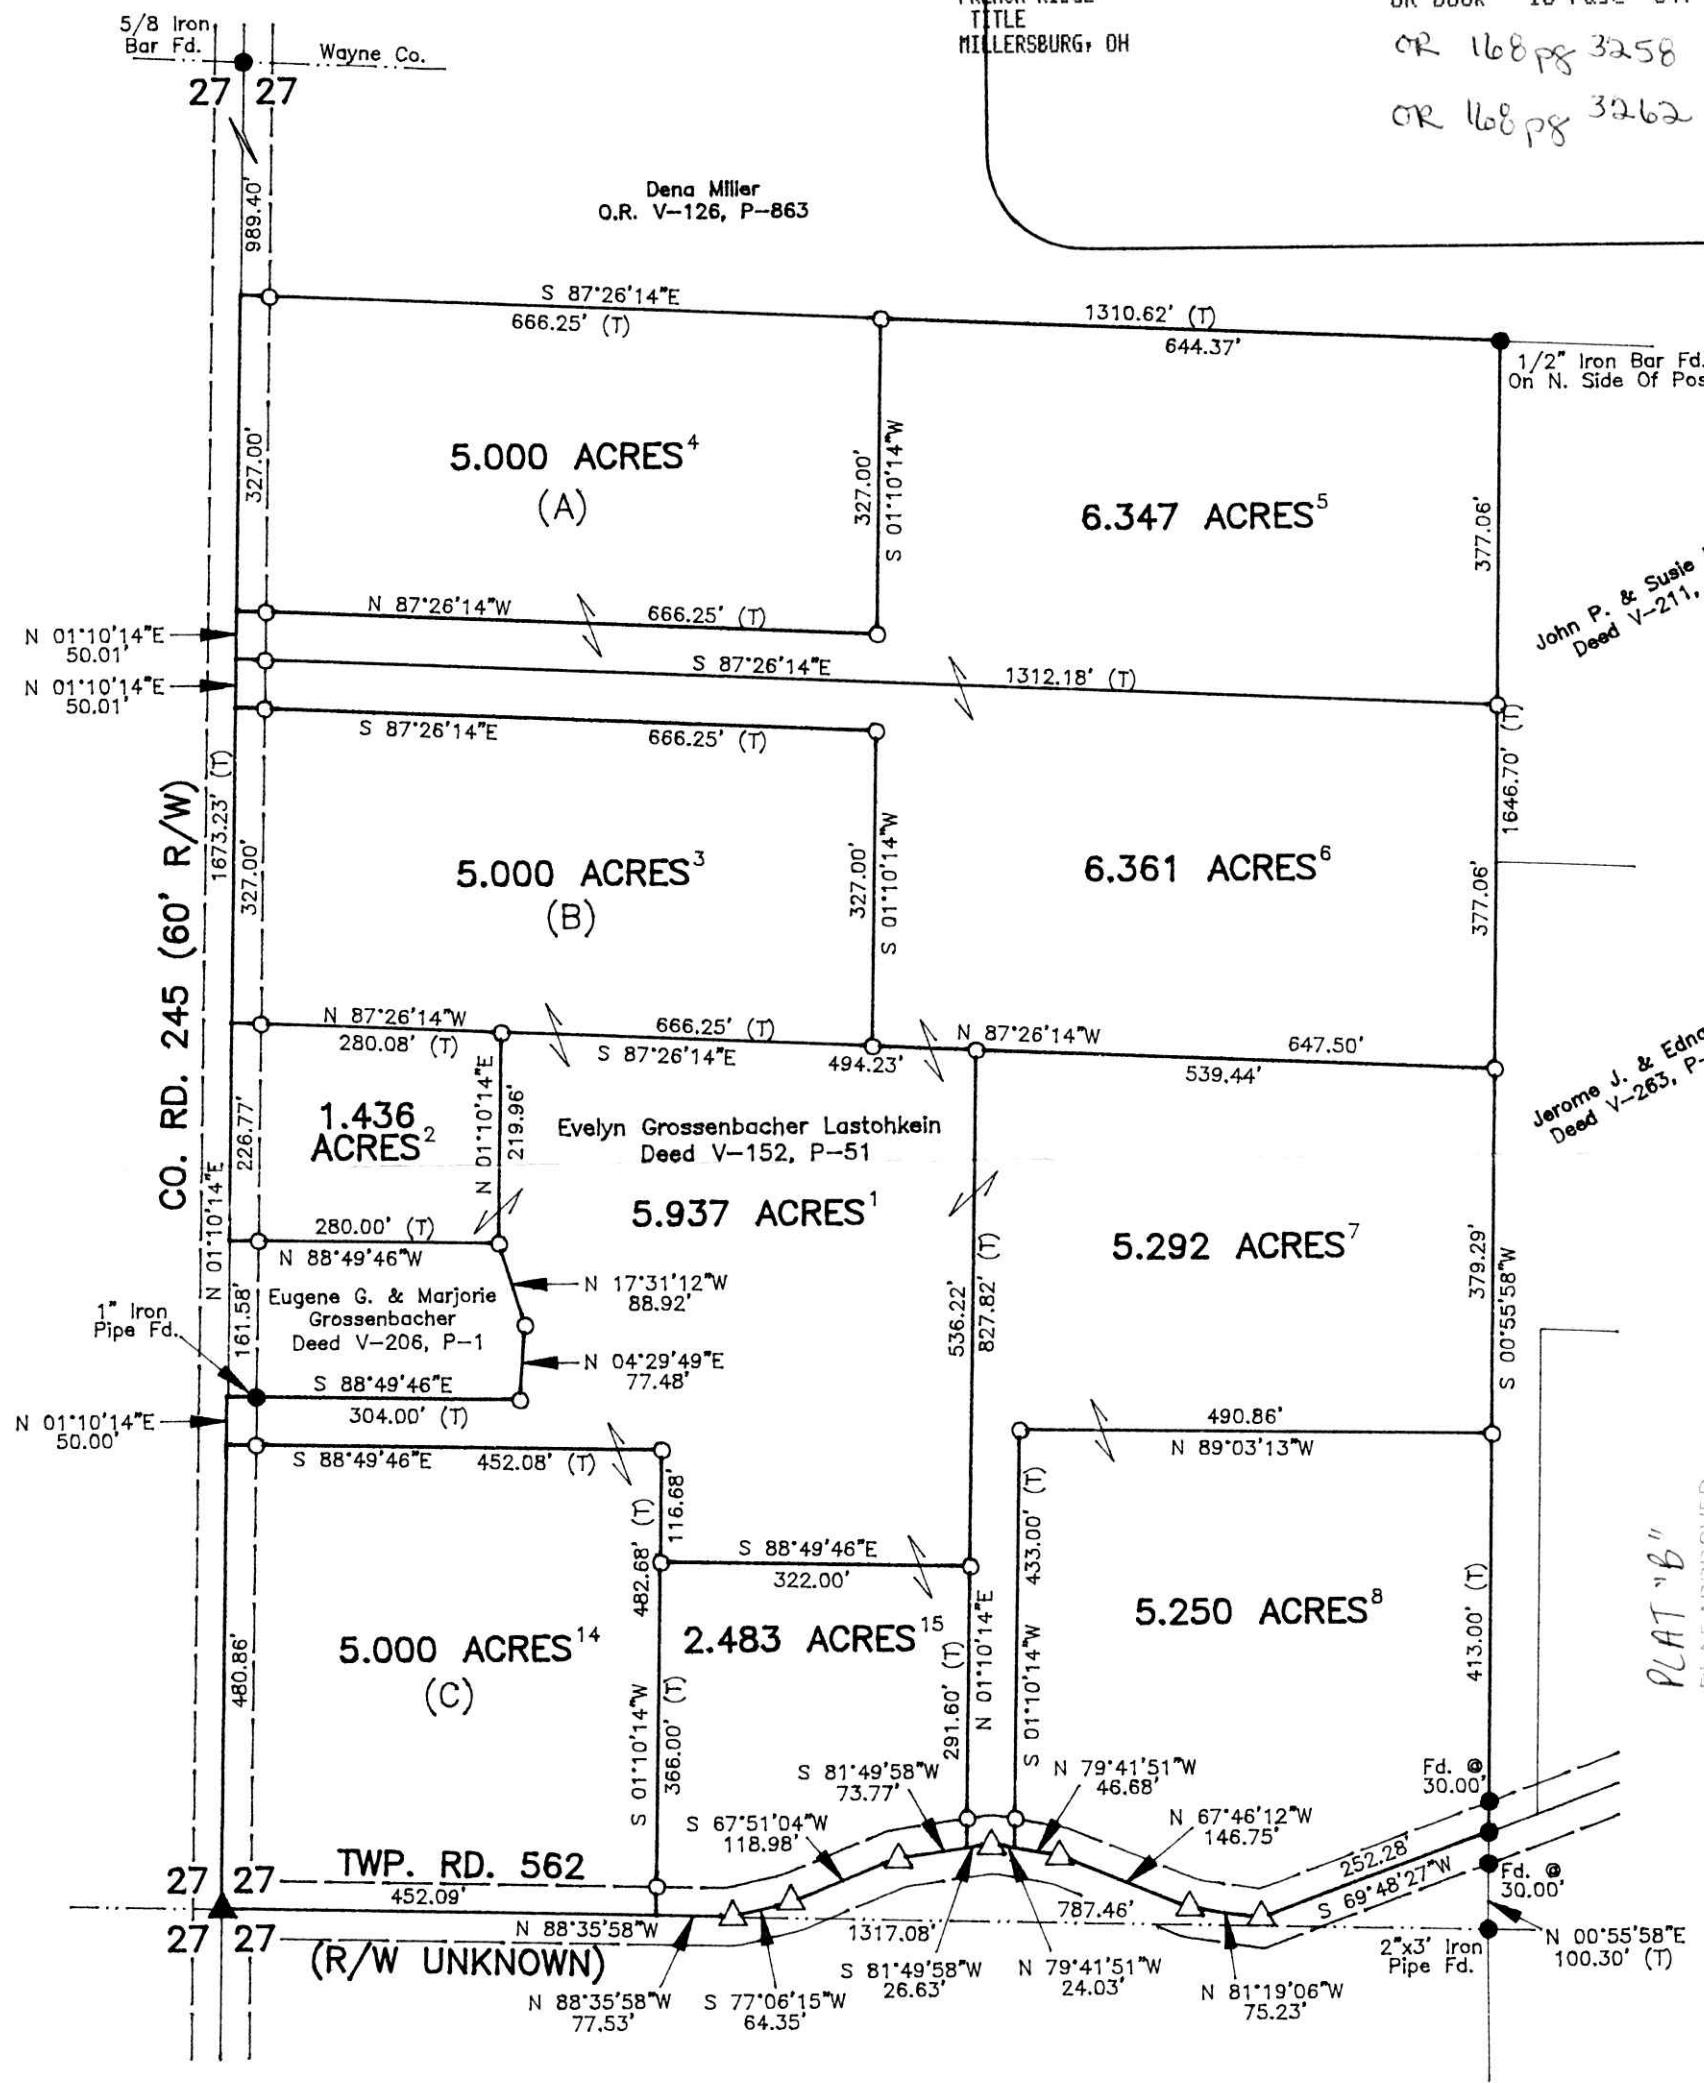 FRENCH RIDGE
TITLE
MILLERSBURG, OH
OR 168 pg 3258
OR 168 pg 3262
5/8 Iron
Bar Fd.
Wayne Co.
27 27
989.40'
Dena Miller
O.R. V-126, P-863
S 87°26'14"E
666.25' (T)
1310.62' (T)
644.37'
1/2" Iron Bar Fd.
On N. Side Of
327.00'
5.000 ACRES4
(A)
327.00'
S 01°10'14"W
6.347 ACRES5
377.06'
John P. & Susie
Deed V-211,
N 87°26'14"W
666.25' (T)
N 01°10'14"E
50.01'
S 87°26'14"E
1312.18' (T)
N 01°10'14"E
50.01'
S 87°26'14"E
666.25' (T)
1646.70' (T)
CO. RD. 245 (60' R/W)
1673.23' (T)
327.00'
5.000 ACRES3
(B)
327.00'
S 01°10'14"W
6.361 ACRES6
377.06'
N 87°26'14"W
280.08' (T)
666.25' (T)
S 87°26'14"E
494.23'
N 87°26'14"W
647.50'
539.44'
Jerome J. & Edna
Deed V-263,
N 01°10'14"E
226.77'
1.436
ACRES2
N 01°10'14"E
219.96'
Evelyn Grossenbacher Lastohkein
Deed V-152, P-51
5.937 ACRES1
5.292 ACRES7
379.29'
S 00°55'58"W
280.00' (T)
N 88°49'46"W
N 17°31'12"W
88.92'
536.22'
827.82' (T)
1" Iron
Pipe Fd.
161.58'
Eugene G. & Marjorie
Grossenbacher
Deed V-206, P-1
N 04°29'49"E
77.48'
S 88°49'46"E
304.00' (T)
N 01°10'14"E
50.00'
S 88°49'46"E
452.08' (T)
490.86'
N 89°03'13"W
482.68' (T)
116.68'
S 88°49'46"E
322.00'
433.00' (T)
S 01°10'14"W
PLAT "B"
480.86'
5.000 ACRES14
(C)
S 01°10'14"W
366.00' (T)
2.483 ACRES15
291.60' (T)
N 01°10'14"E
5.250 ACRES8
413.00' (T)
S 81°49'58"W
73.77'
N 79°41'51"W
46.68'
Fd. @
30.00'
S 67°51'04"W
118.98'
N 67°46'12"W
146.75'
252.28'
S 69°48'27"W
Fd. @
30.00'
27 27
TWP. RD. 562
452.09'
787.46'
27 27
N 88°35'58"W
1317.08'
(R/W UNKNOWN)
2"x3' Iron
Pipe Fd.
N 00°55'58"E
100.30' (T)
S 81°49'58"W
26.63'
N 79°41'51"W
24.03'
N 81°19'06"W
75.23'
N 88°35'58"W
77.53'
S 77°06'15"W
64.35'